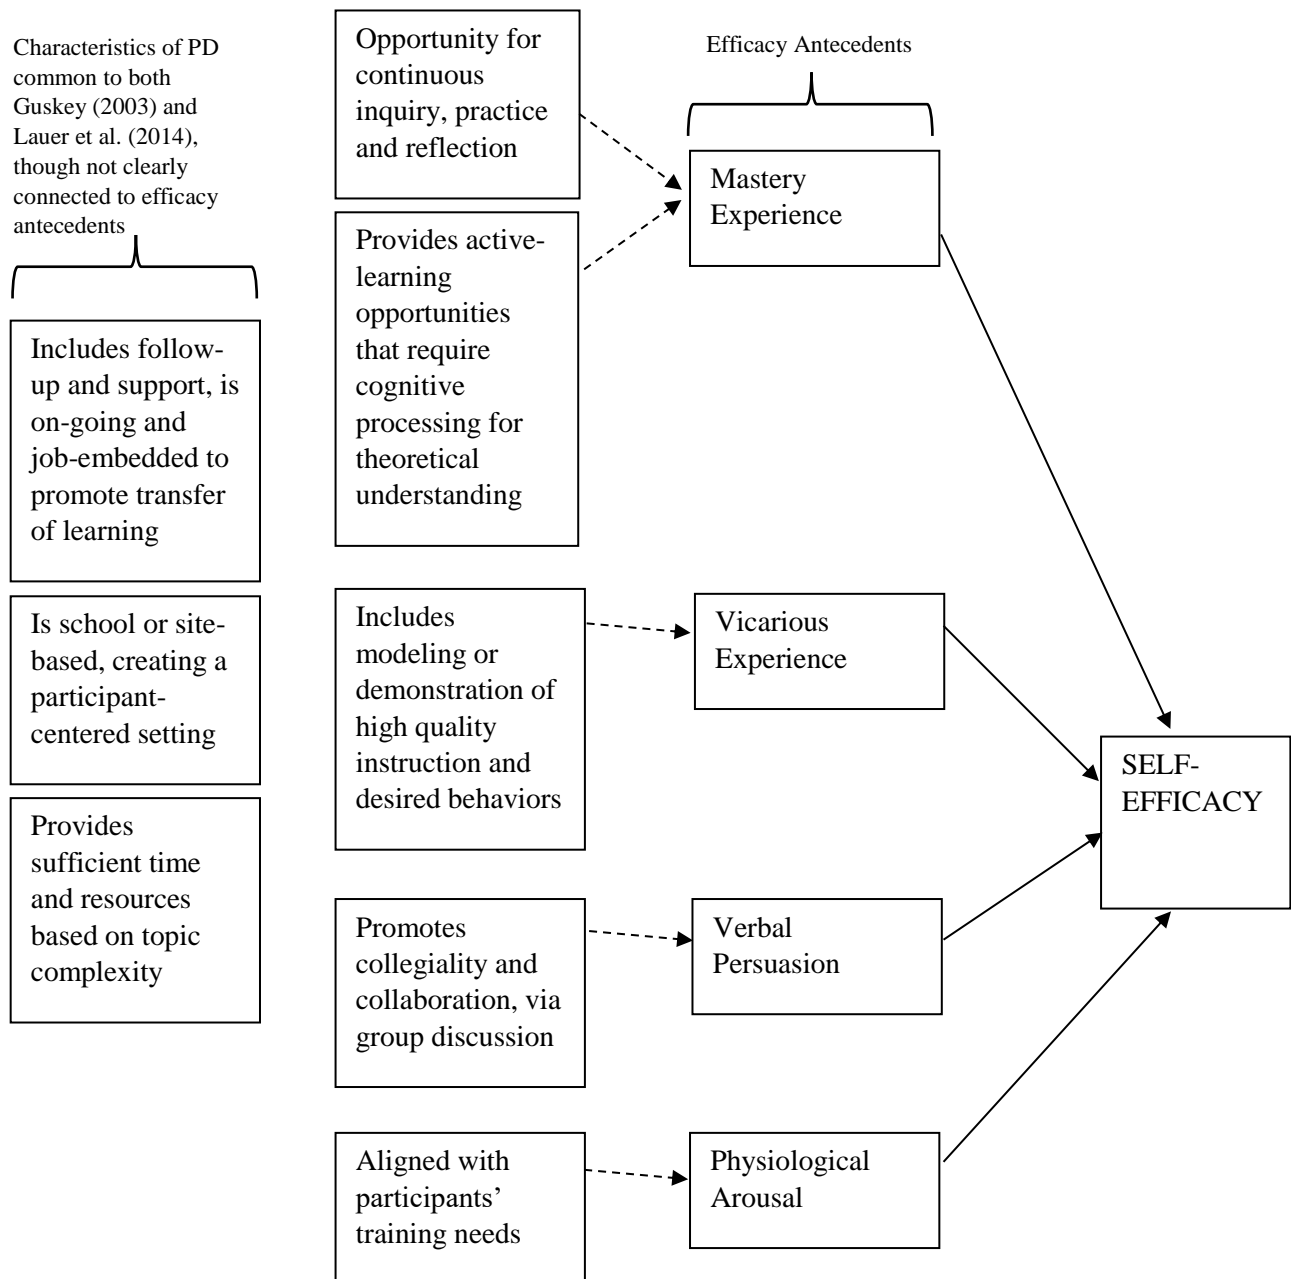 Characteristics of PD
common to both
Guskey (2003) and
Lauer et al. (2014),
though not clearly
connected to efficacy
antecedents
Includes follow-
up and support, is
on-going and
job-embedded to
promote transfer
of learning
Is school or site-
based, creating a
participant-
centered setting
Provides
sufficient time
and resources
based on topic
complexity
Opportunity for
continuous
inquiry, practice
and reflection
Provides active-
learning
opportunities
that require
cognitive
processing for
theoretical
understanding
Includes
modeling or
demonstration of
high quality
instruction and
desired behaviors
Promotes
collegiality and
collaboration, via
group discussion
Aligned with
participants’
training needs
Efficacy Antecedents
Mastery
Experience
Vicarious
Experience
Verbal
Persuasion
Physiological
Arousal
SELF-
EFFICACY